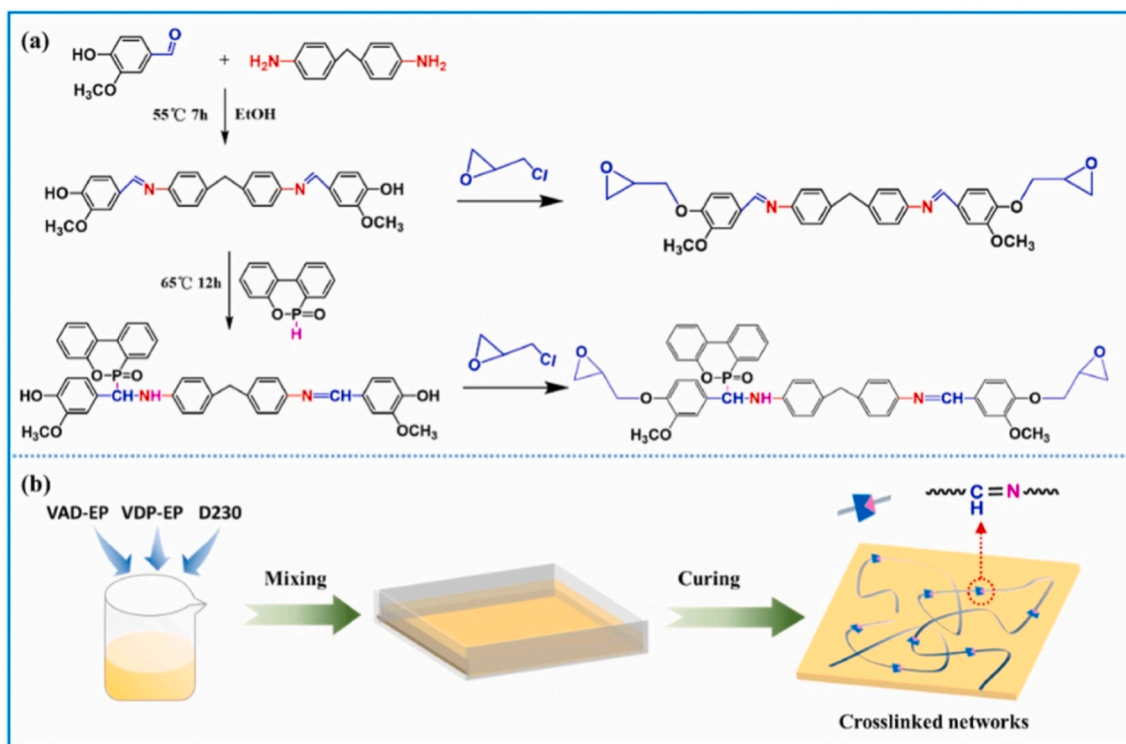 (a)
HO
O
H₃CO
+
H₂N
NH₂
55℃ 7h
EtOH
HO
H₃CO
N
N
OH
OCH₃
O
Cl
O
O
H₃CO
N
N
O
OCH₃
O
65℃ 12h
O-P=O
H
O-P=O
HO
CH-NH
N=CH
OH
H₃CO
OCH₃
O
Cl
O
O
O-P=O
CH-NH
N=CH
O
H₃CO
OCH₃
O
(b)
VAD-EP VDP-EP D230
Mixing
Curing
C=N
H
Crosslinked networks